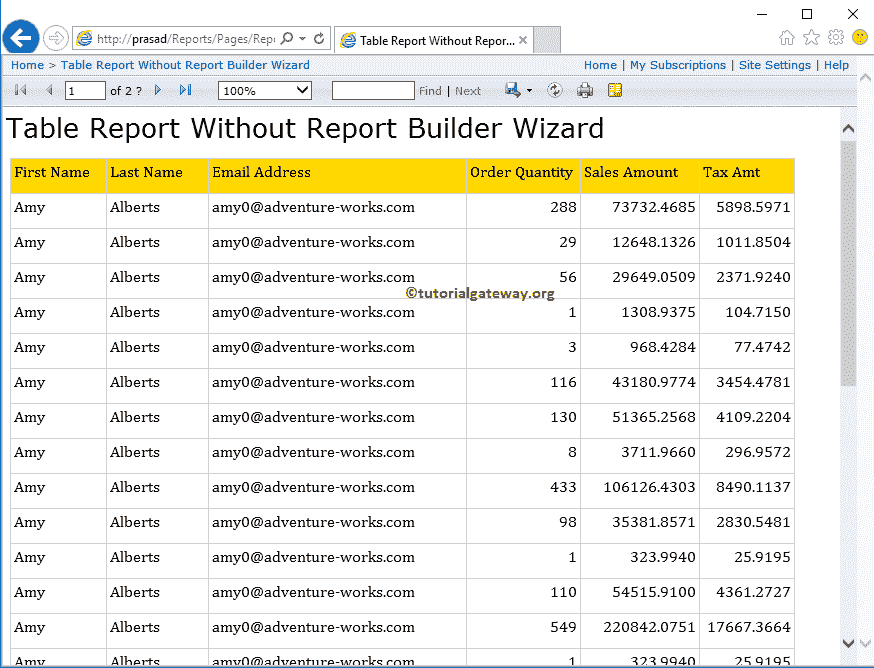 http://prasad/Reports/Pages/Rep
Table Report Without Repor...
Home > Table Report Without Report Builder Wizard
Home | My Subscriptions | Site Settings | Help
1 of 2 ? 100% Find | Next
Table Report Without Report Builder Wizard
First Name Last Name Email Address Order Quantity Sales Amount Tax Amt
Amy Alberts amy0@adventure-works.com 288 73732.4685 5898.5971
Amy Alberts amy0@adventure-works.com 29 12648.1326 1011.8504
Amy Alberts amy0@adventure-works.com 56 29649.0509 2371.9240
©tutorialgateway.org
Amy Alberts amy0@adventure-works.com 1 1308.9375 104.7150
Amy Alberts amy0@adventure-works.com 3 968.4284 77.4742
Amy Alberts amy0@adventure-works.com 116 43180.9774 3454.4781
Amy Alberts amy0@adventure-works.com 130 51365.2568 4109.2204
Amy Alberts amy0@adventure-works.com 8 3711.9660 296.9572
Amy Alberts amy0@adventure-works.com 433 106126.4303 8490.1137
Amy Alberts amy0@adventure-works.com 98 35381.8571 2830.5481
Amy Alberts amy0@adventure-works.com 1 323.9940 25.9195
Amy Alberts amy0@adventure-works.com 110 54515.9100 4361.2727
Amy Alberts amy0@adventure-works.com 549 220842.0751 17667.3664
Amy Alberts amy0@adventure-works.com 1 323.9940 25.9195